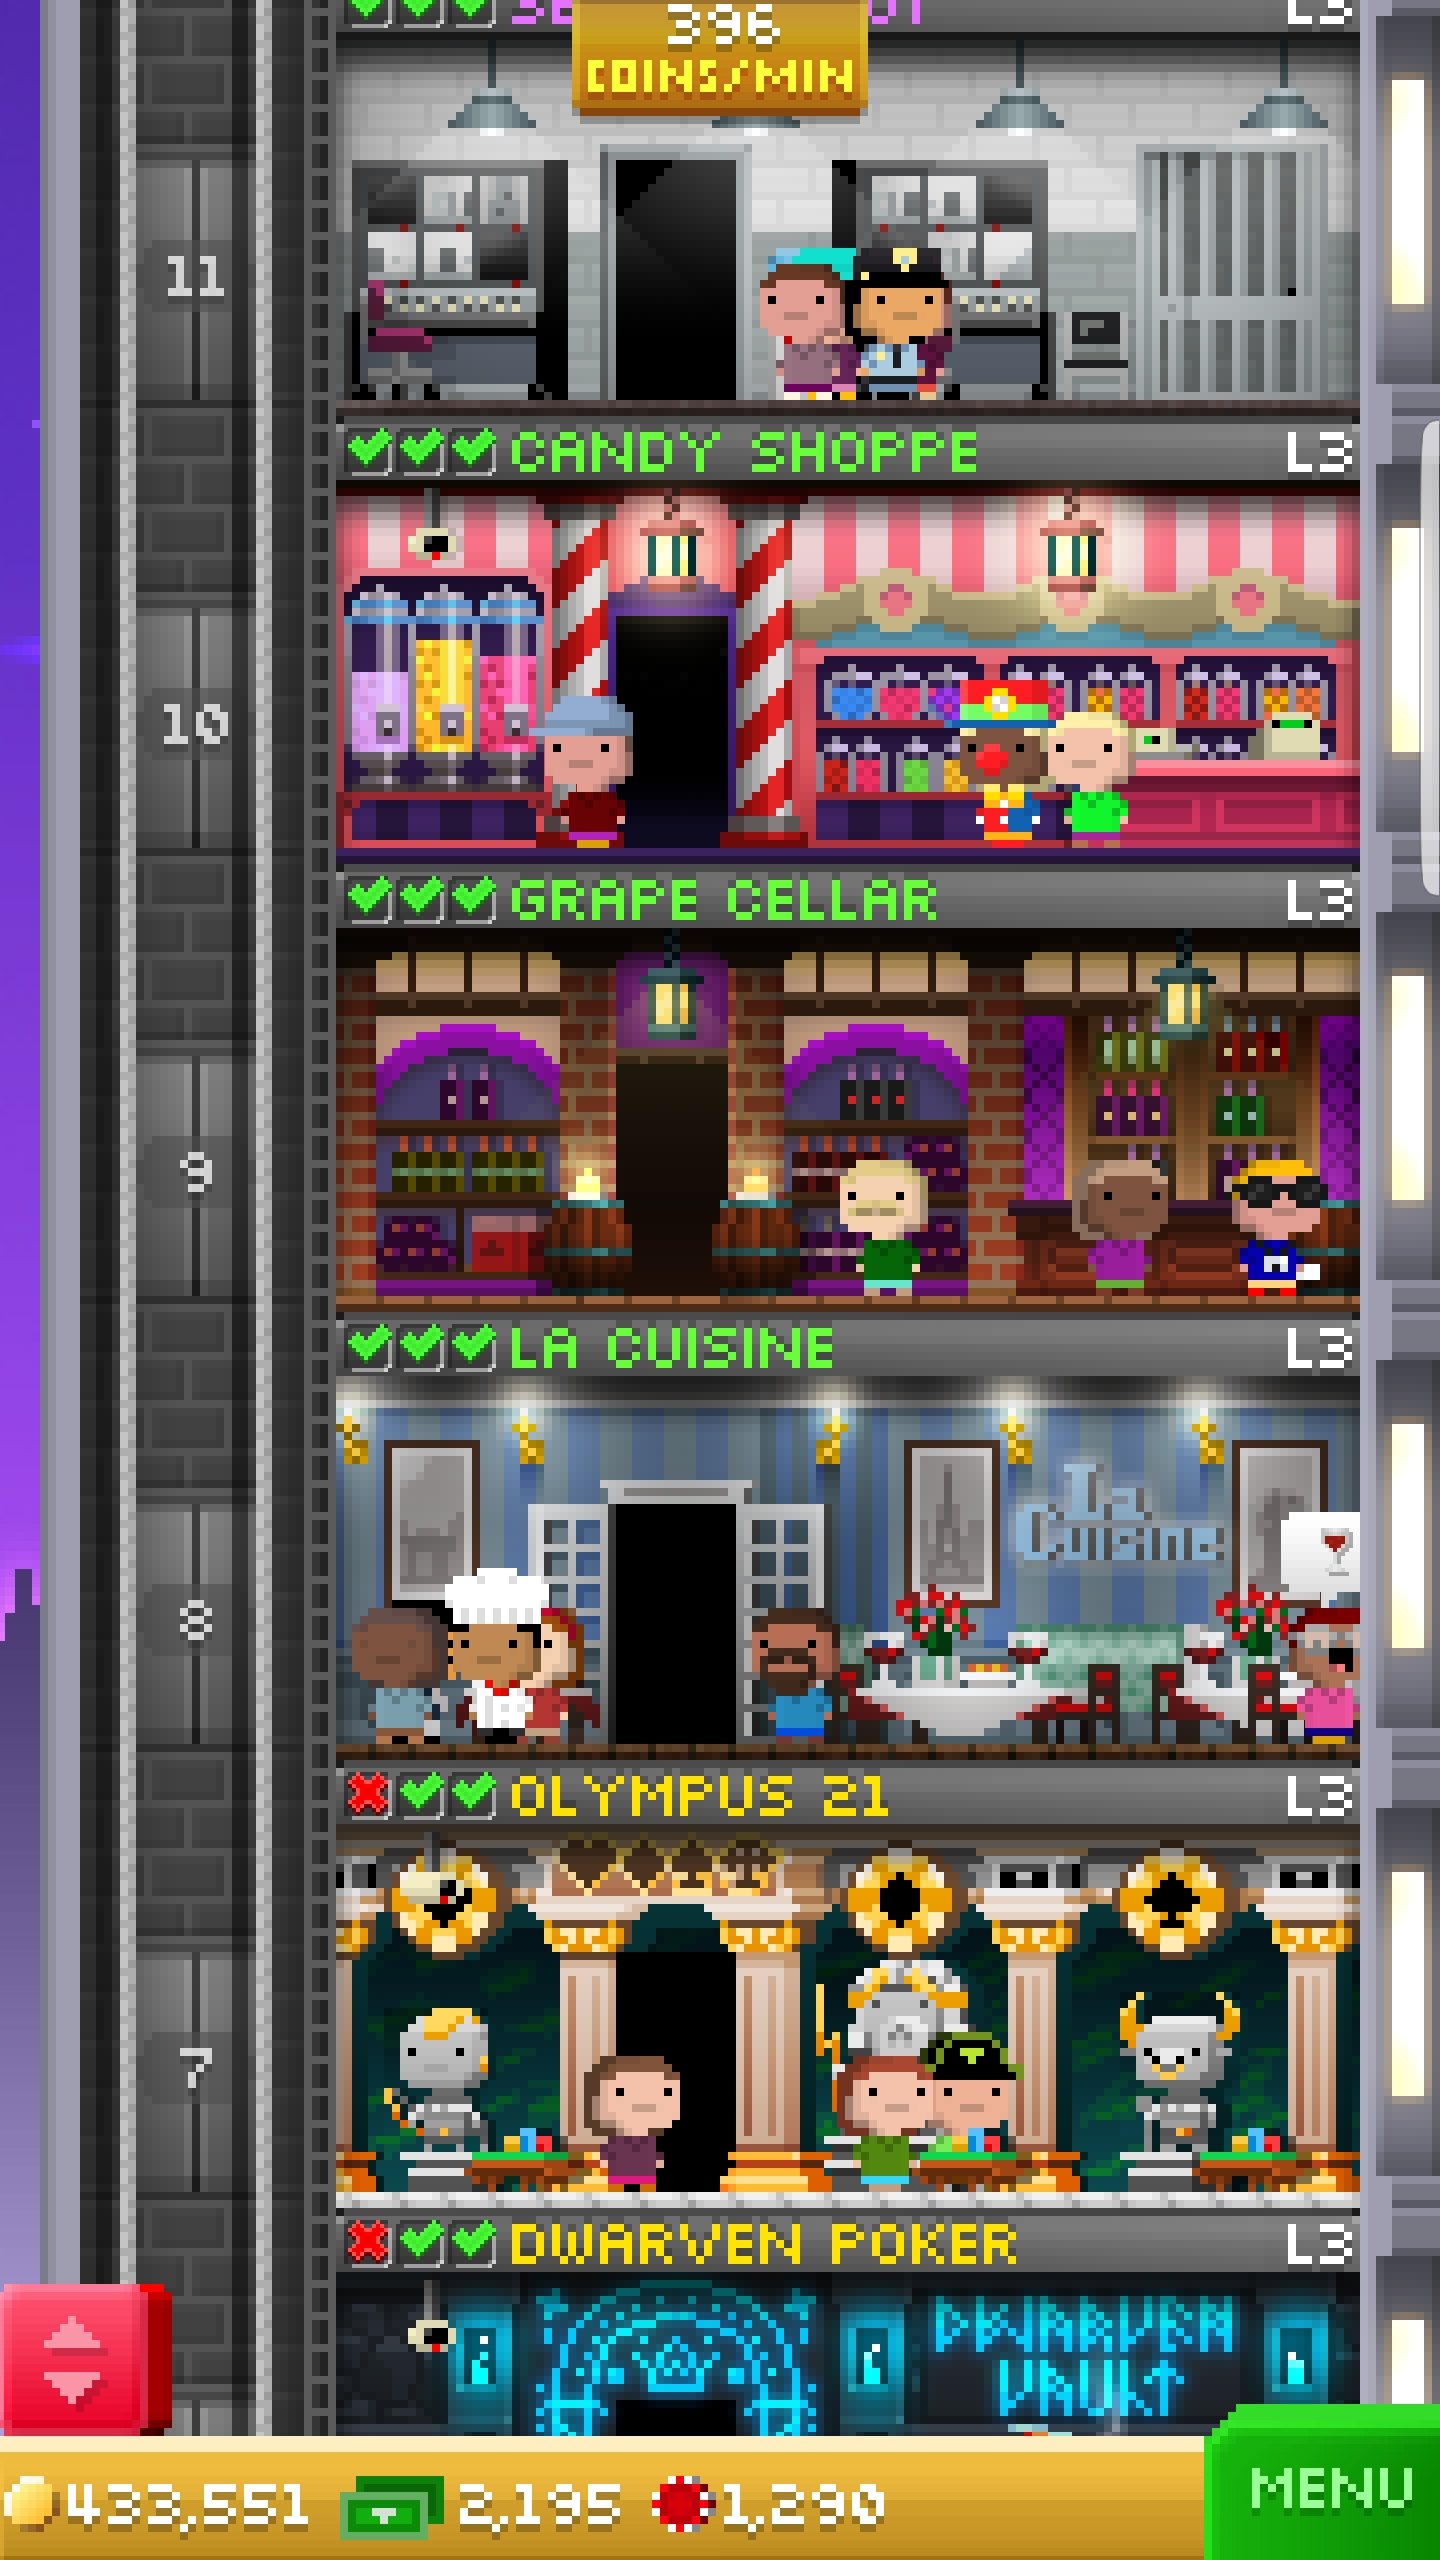 L3
396
COINS/MIN
11
CANDY SHOPPE L3
10
GRAPE CELLAR L3
9
LA CUISINE L3
La
Cuisine
8
OLYMPUS 21 L3
7
DWARVEN POKER L3
DWARVEN
VAULT
433,551 2,195 1,290
MENU